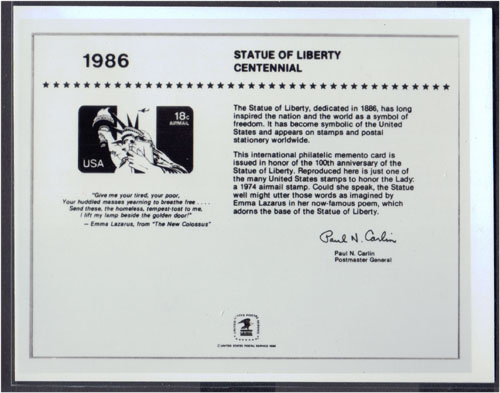 1986
STATUE OF LIBERTY
CENTENNIAL
18c
AIRMAIL
USA
"Give me your tired, your poor,
Your huddled masses yearning to breathe free . . . .
Send these, the homeless, tempest-tost to me,
I lift my lamp beside the golden door!"
— Emma Lazarus, from "The New Colossus"
The Statue of Liberty, dedicated in 1886, has long
inspired the nation and the world as a symbol of
freedom. It has become symbolic of the United
States and appears on stamps and postal
stationery worldwide.
This international philatelic memento card is
issued in honor of the 100th anniversary of the
Statue of Liberty. Reproduced here is just one of
the many United States stamps to honor the Lady:
a 1974 airmail stamp. Could she speak, the Statue
well might utter those words as imagined by
Emma Lazarus in her now-famous poem, which
adorns the base of the Statue of Liberty.
Paul N. Carlin
Paul N. Carlin
Postmaster General
© UNITED STATES POSTAL SERVICE 1986